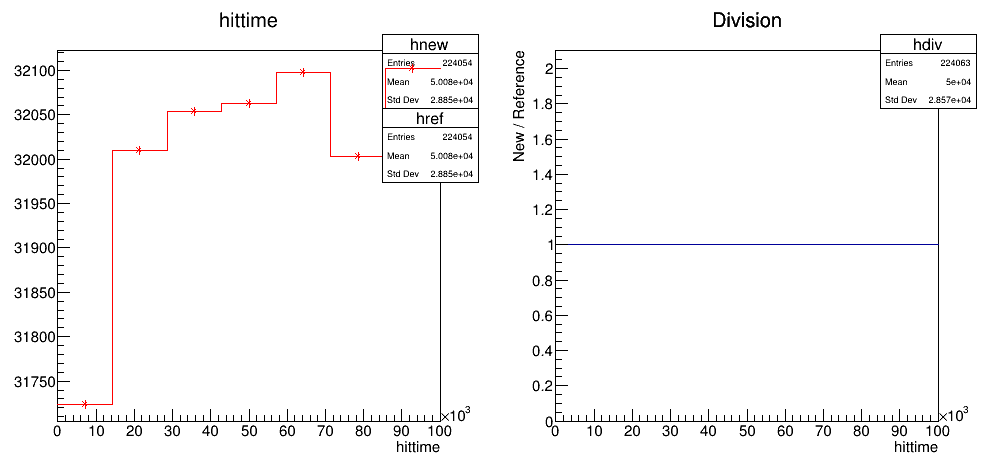 hittime
hnew
Entries 224054
Mean 5.008e+04
Std Dev 2.885e+04
href
Entries 224054
Mean 5.008e+04
Std Dev 2.885e+04
32100
32050
32000
31950
31900
31850
31800
31750
0 10 20 30 40 50 60 70 80 90 100
×10³
hittime
Division
hdiv
Entries 224063
Mean 5e+04
Std Dev 2.857e+04
New / Reference
2
1.8
1.6
1.4
1.2
1
0.8
0.6
0.4
0.2
0
0 10 20 30 40 50 60 70 80 90 100
×10³
hittime